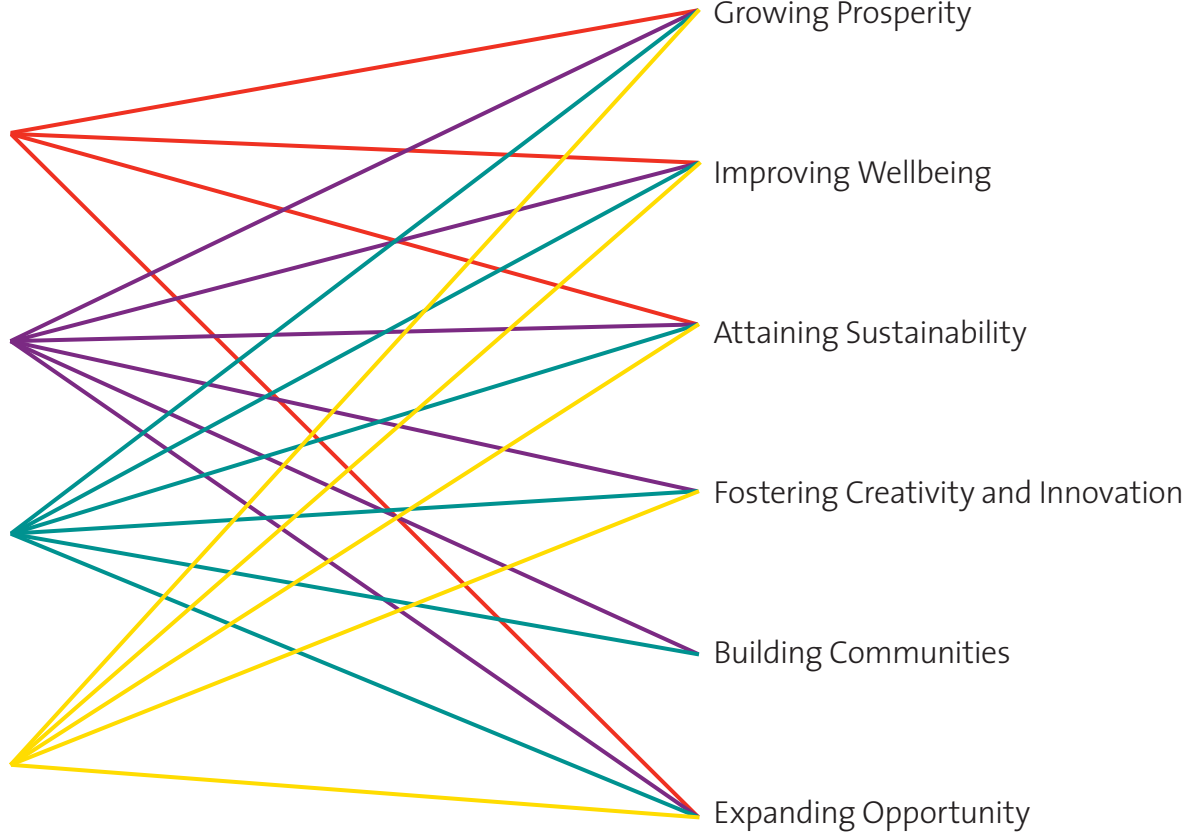 Growing Prosperity
Improving Wellbeing
Attaining Sustainability
Fostering Creativity and Innovation
Building Communities
Expanding Opportunity